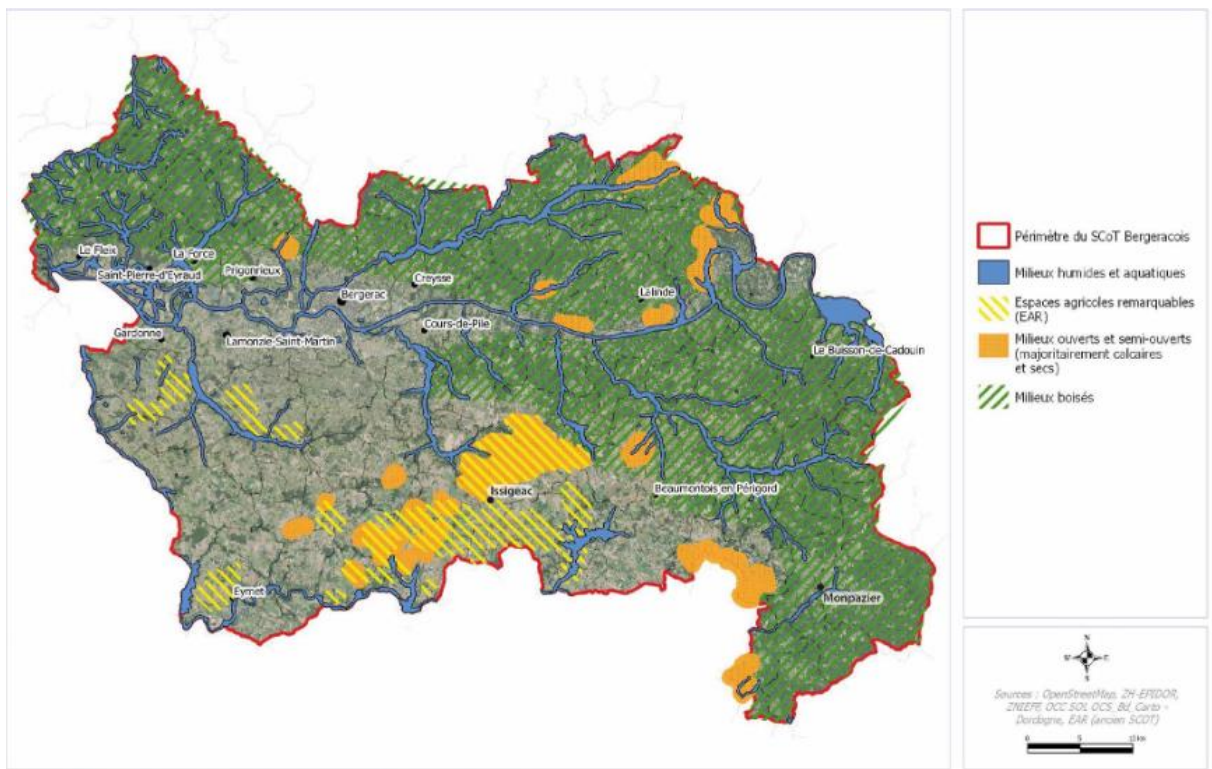 Le Fleix
La Force
Saint-Pierre-d'Eyraud
Prigonrieux
Creysse
Bergerac
Lalinde
Cours-de-Pile
Gardonne
Lamonzie-Saint-Martin
Le Buisson-de-Cadouin
Issigeac
Beaumontois en Périgord
Eymet
Monpazier
Périmètre du SCoT Bergeracois
Milieux humides et aquatiques
Espaces agricoles remarquables
(EAR)
Milieux ouverts et semi-ouverts
(majoritairement calcaires
et secs)
Milieux boisés
N
W E
S
Sources : OpenStreetMap, ZH-EPIDOR,
ZNIEFF, OCC SOL OCS, Bd_Carto -
Dordogne, EAR (ancien SCOT)
0 5 10 km